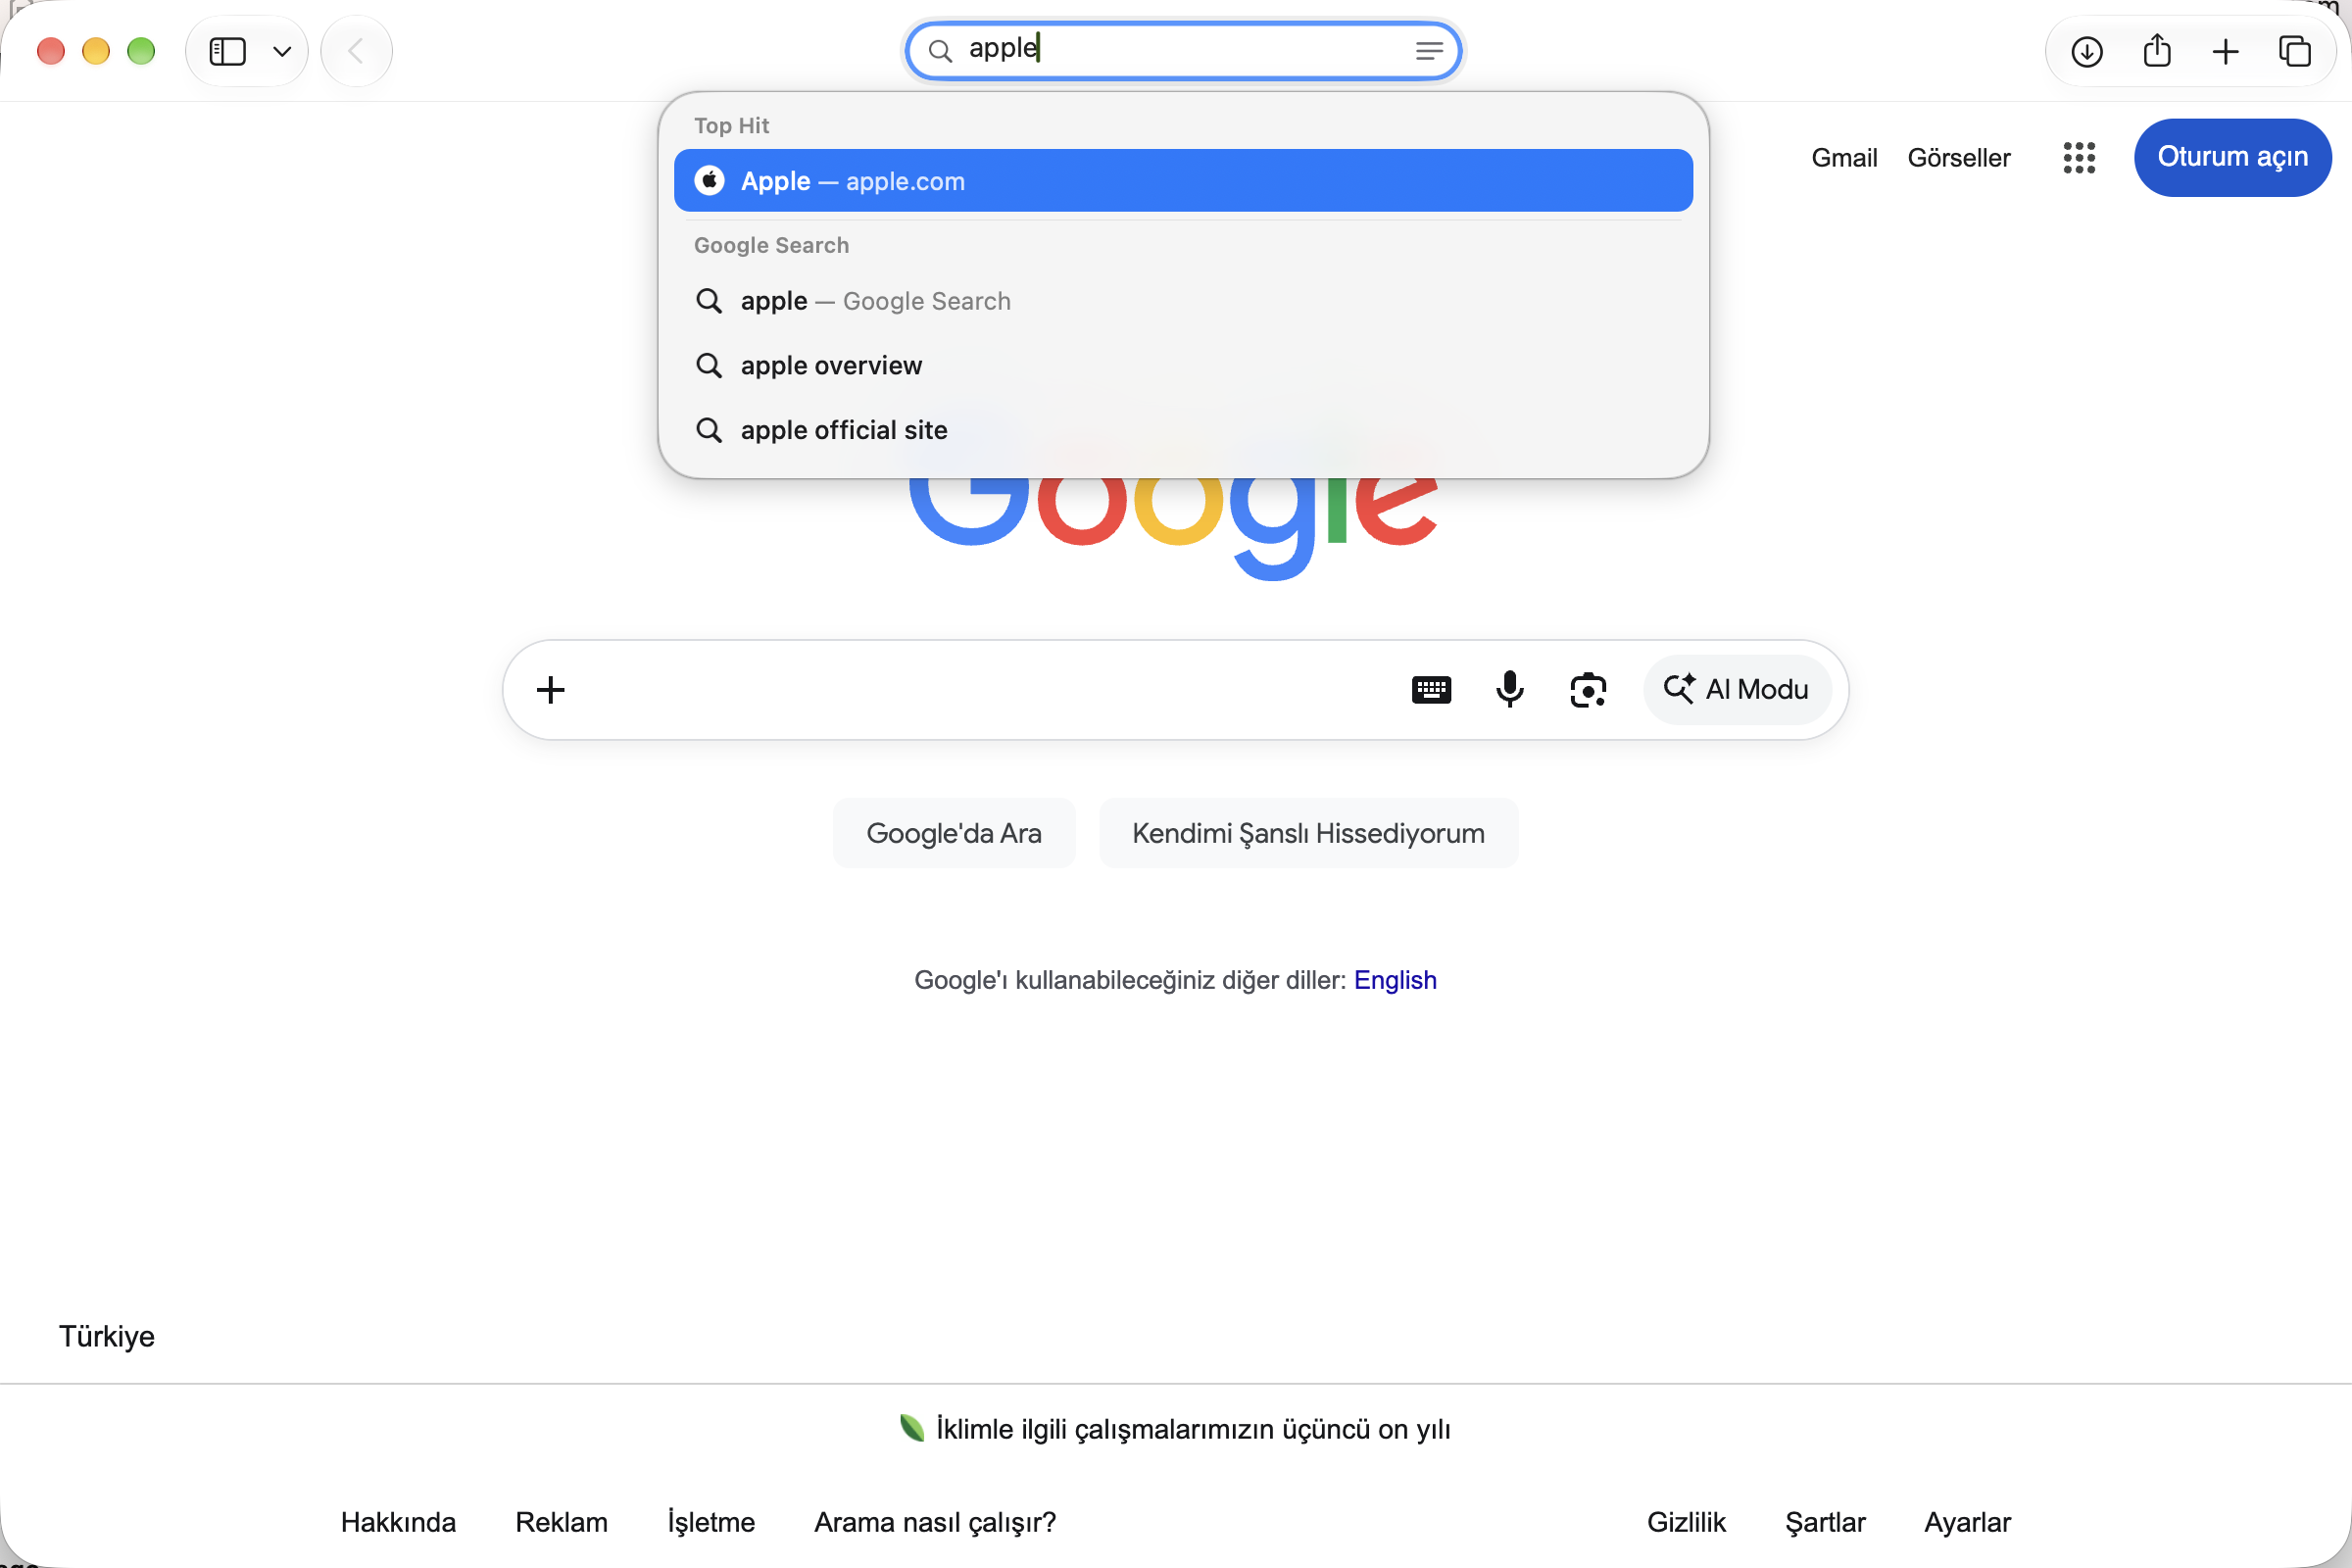 apple
Top Hit
Apple — apple.com
Google Search
apple — Google Search
apple overview
apple official site
Gmail Görseller Oturum açın
Google
AI Modu
Google'da Ara Kendimi Şanslı Hissediyorum
Google'ı kullanabileceğiniz diğer diller: English
Türkiye
İklimle ilgili çalışmalarımızın üçüncü on yılı
Hakkında Reklam İşletme Arama nasıl çalışır? Gizlilik Şartlar Ayarlar